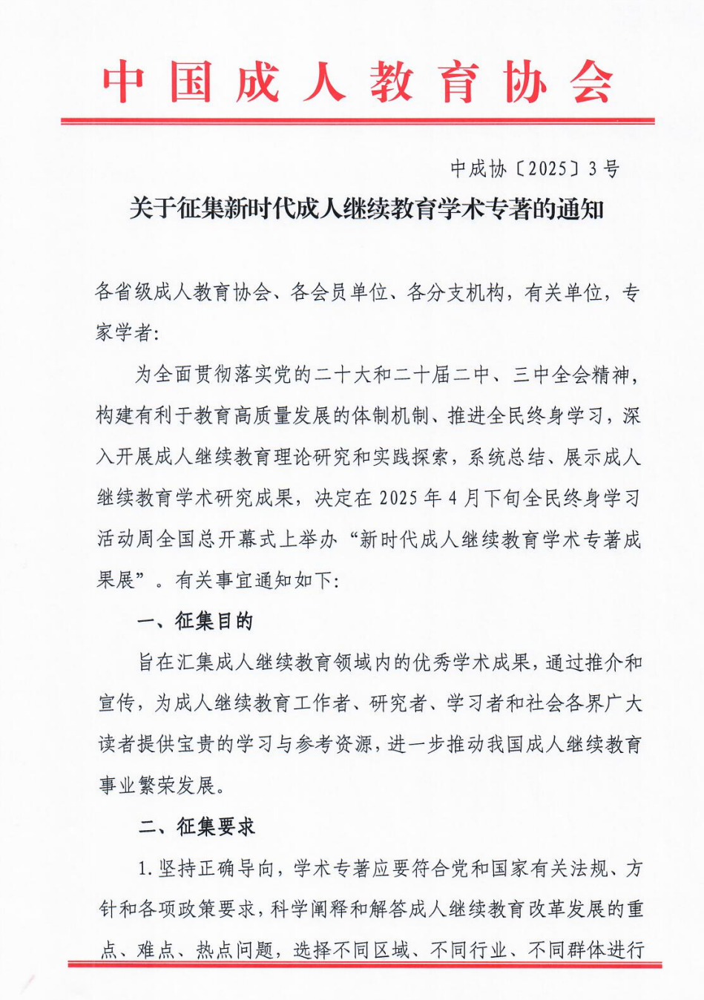 中国成人教育协会
中成协〔2025〕3号
关于征集新时代成人继续教育学术专著的通知
各省级成人教育协会、各会员单位、各分支机构，有关单位，专
家学者：
为全面贯彻落实党的二十大和二十届二中、三中全会精神，
构建有利于教育高质量发展的体制机制、推进全民终身学习，深
入开展成人继续教育理论研究和实践探索，系统总结、展示成人
继续教育学术研究成果，决定在 2025 年 4 月下旬全民终身学习
活动周全国总开幕式上举办“新时代成人继续教育学术专著成
果展”。有关事宜通知如下：
一、征集目的
旨在汇集成人继续教育领域内的优秀学术成果，通过推介和
宣传，为成人继续教育工作者、研究者、学习者和社会各界广大
读者提供宝贵的学习与参考资源，进一步推动我国成人继续教育
事业繁荣发展。
二、征集要求
1.坚持正确导向，学术专著应要符合党和国家有关法规、方
针和各项政策要求，科学阐释和解答成人继续教育改革发展的重
点、难点、热点问题，选择不同区域、不同行业、不同群体进行